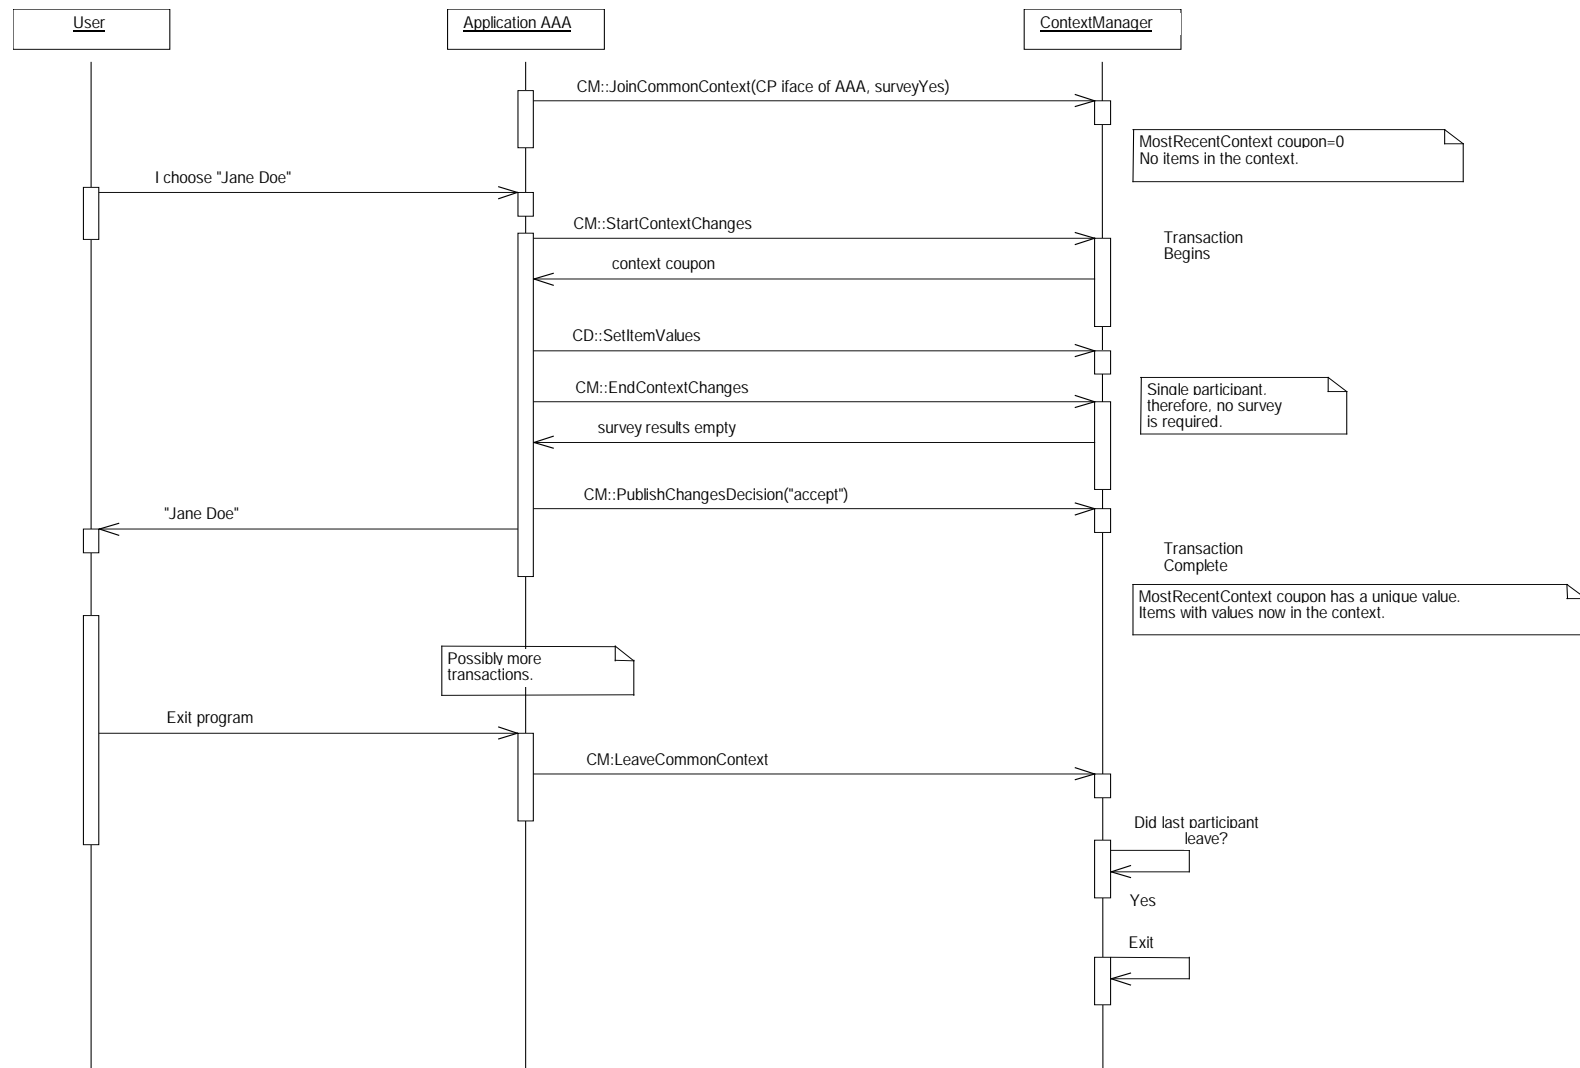 User
Application AAA
ContextManager
CM::JoinCommonContext(CP iface of AAA, surveyYes)
MostRecentContext coupon=0
No items in the context.
I choose "Jane Doe"
CM::StartContextChanges
Transaction
Begins
context coupon
CD::SetItemValues
CM::EndContextChanges
Single participant,
therefore, no survey
is required.
survey results empty
CM::PublishChangesDecision("accept")
"Jane Doe"
Transaction
Complete
MostRecentContext coupon has a unique value.
Items with values now in the context.
Possibly more
transactions.
Exit program
CM:LeaveCommonContext
Did last participant
leave?
Yes
Exit